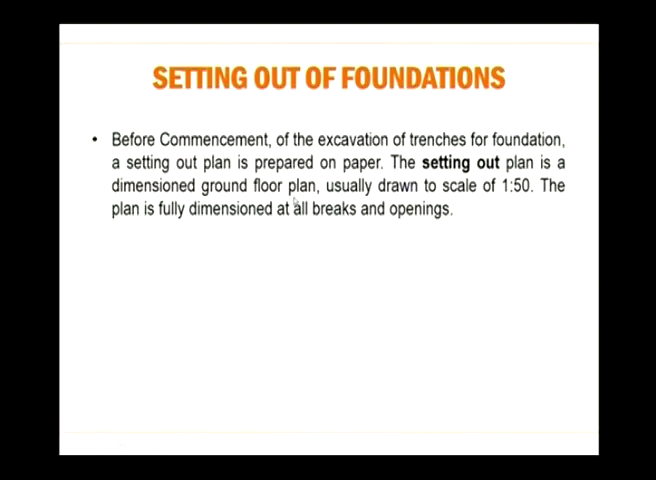 SETTING OUT OF FOUNDATIONS
• Before Commencement, of the excavation of trenches for foundation,
a setting out plan is prepared on paper. The setting out plan is a
dimensioned ground floor plan, usually drawn to scale of 1:50. The
plan is fully dimensioned at all breaks and openings.